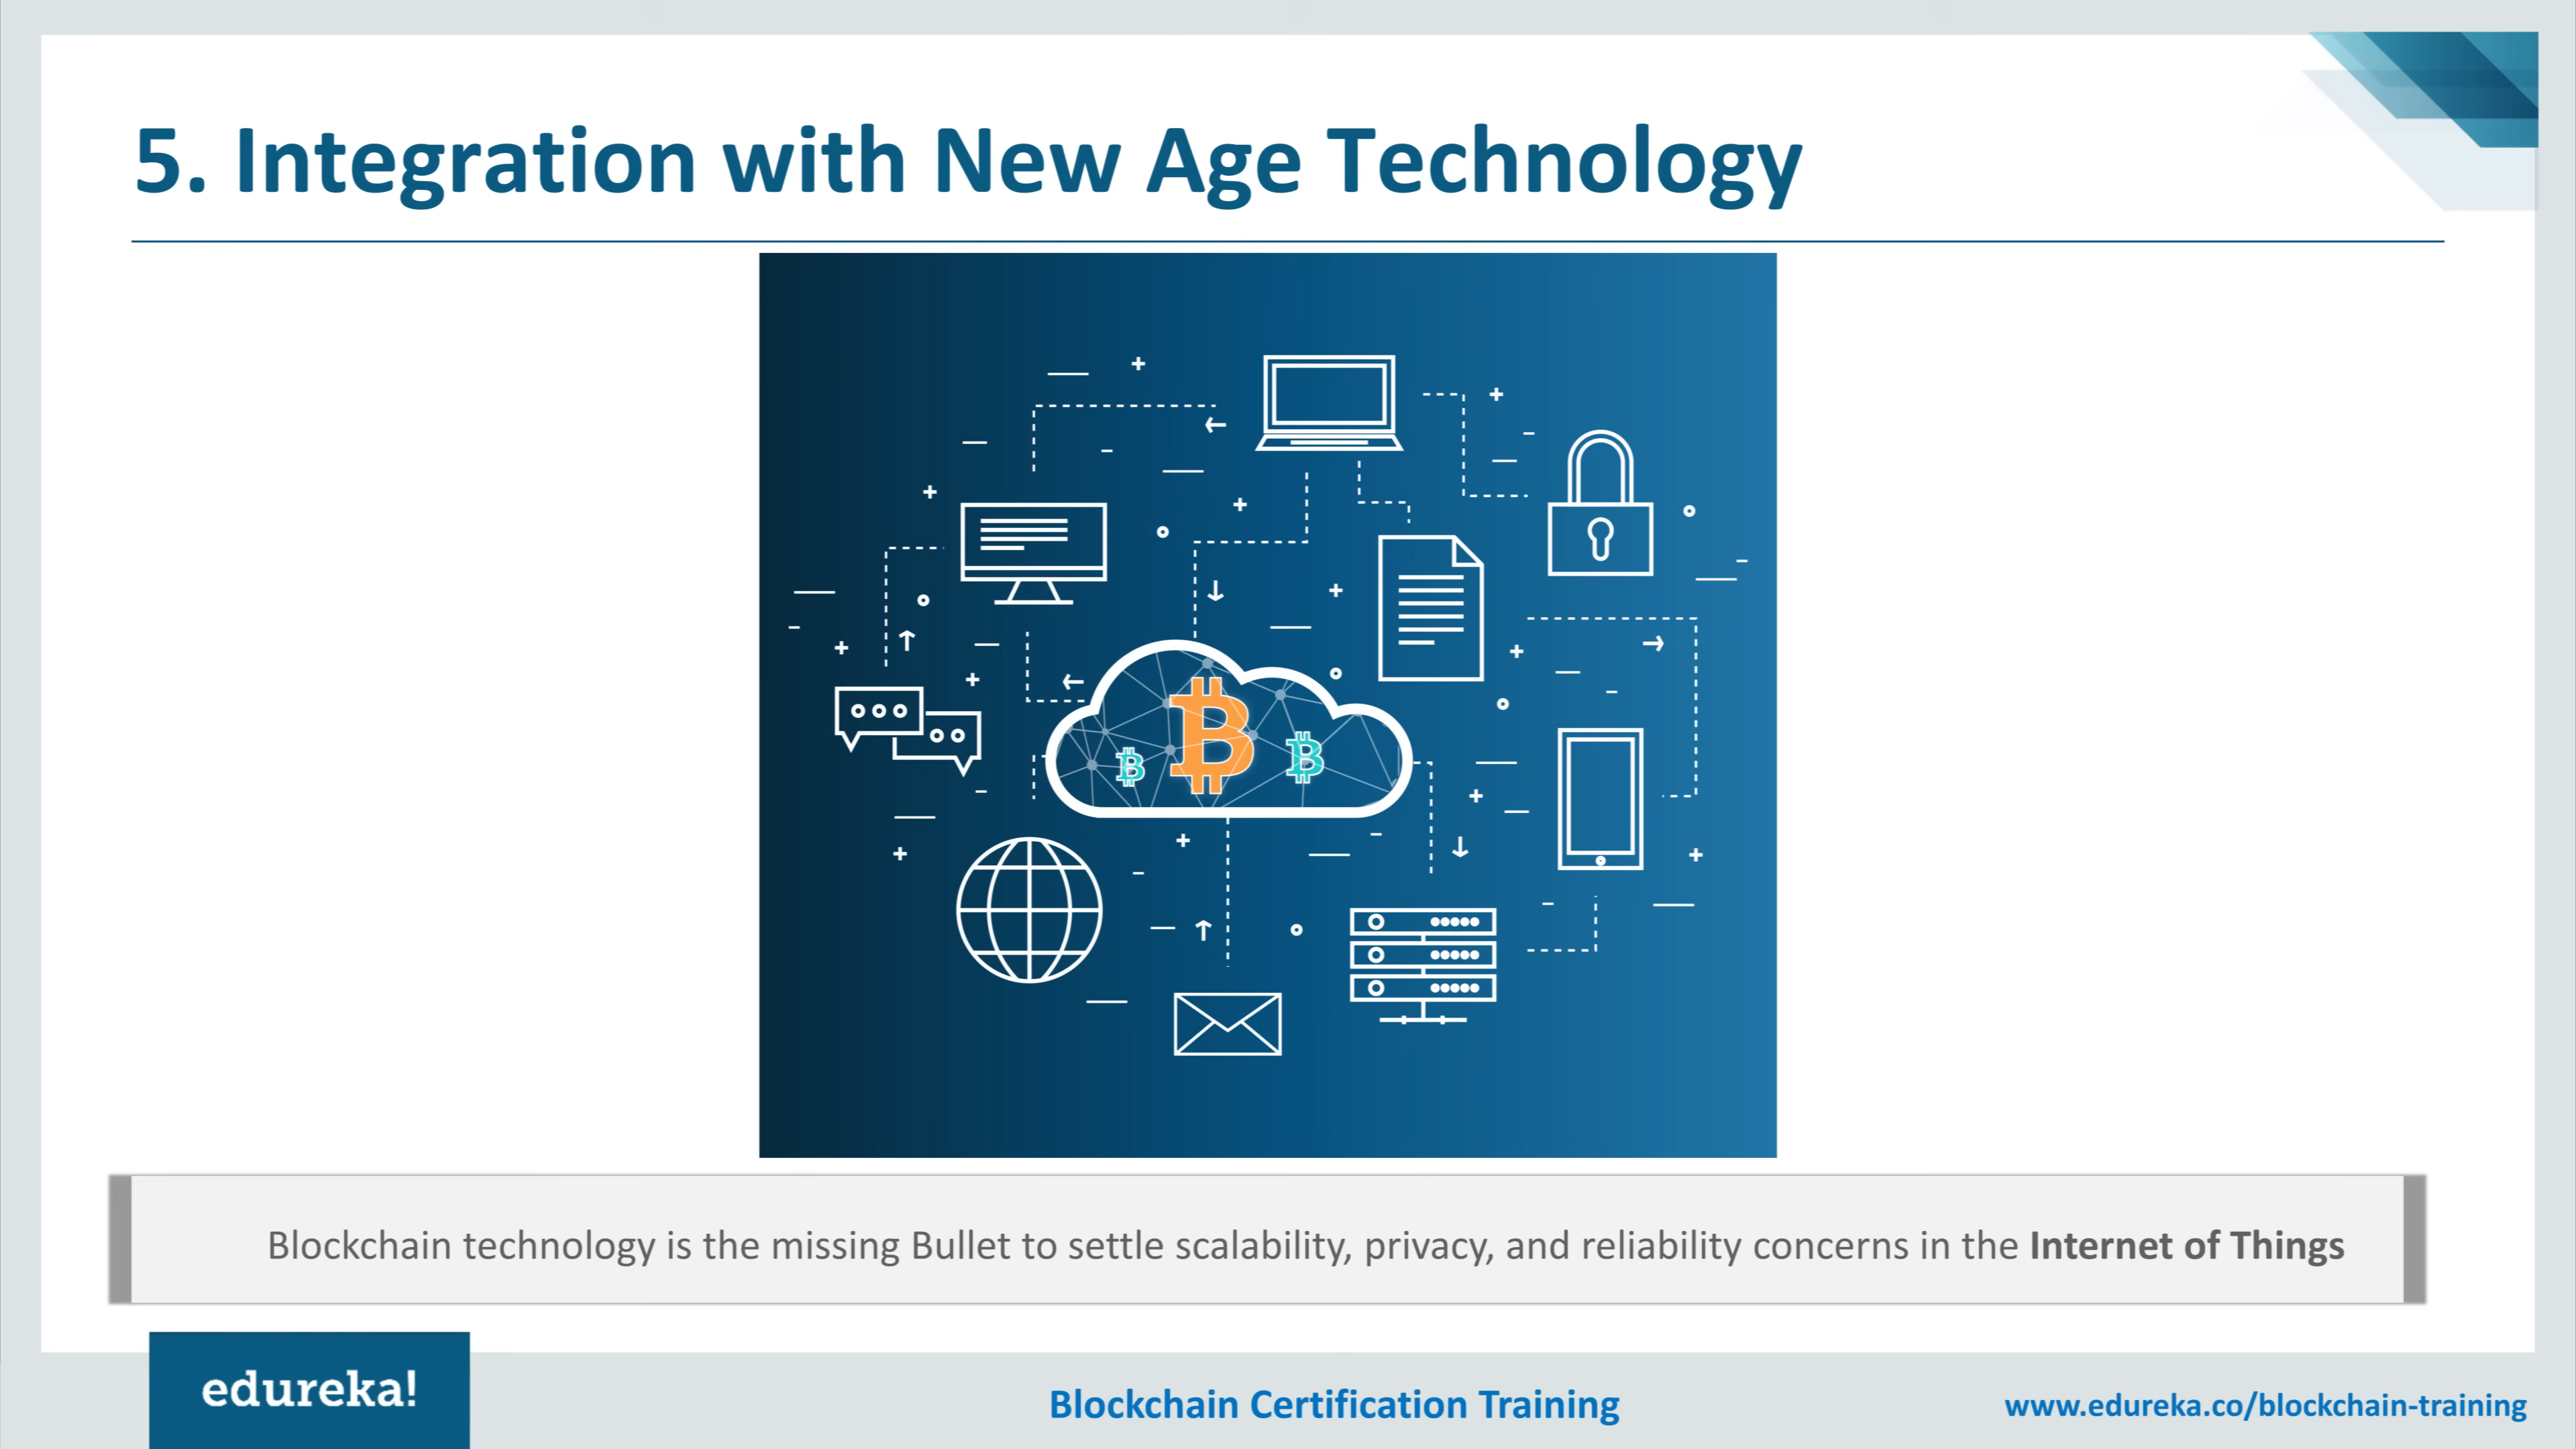 5. Integration with New Age Technology
Blockchain technology is the missing Bullet to settle scalability, privacy, and reliability concerns in the Internet of Things
edureka!
Blockchain Certification Training
www.edureka.co/blockchain-training